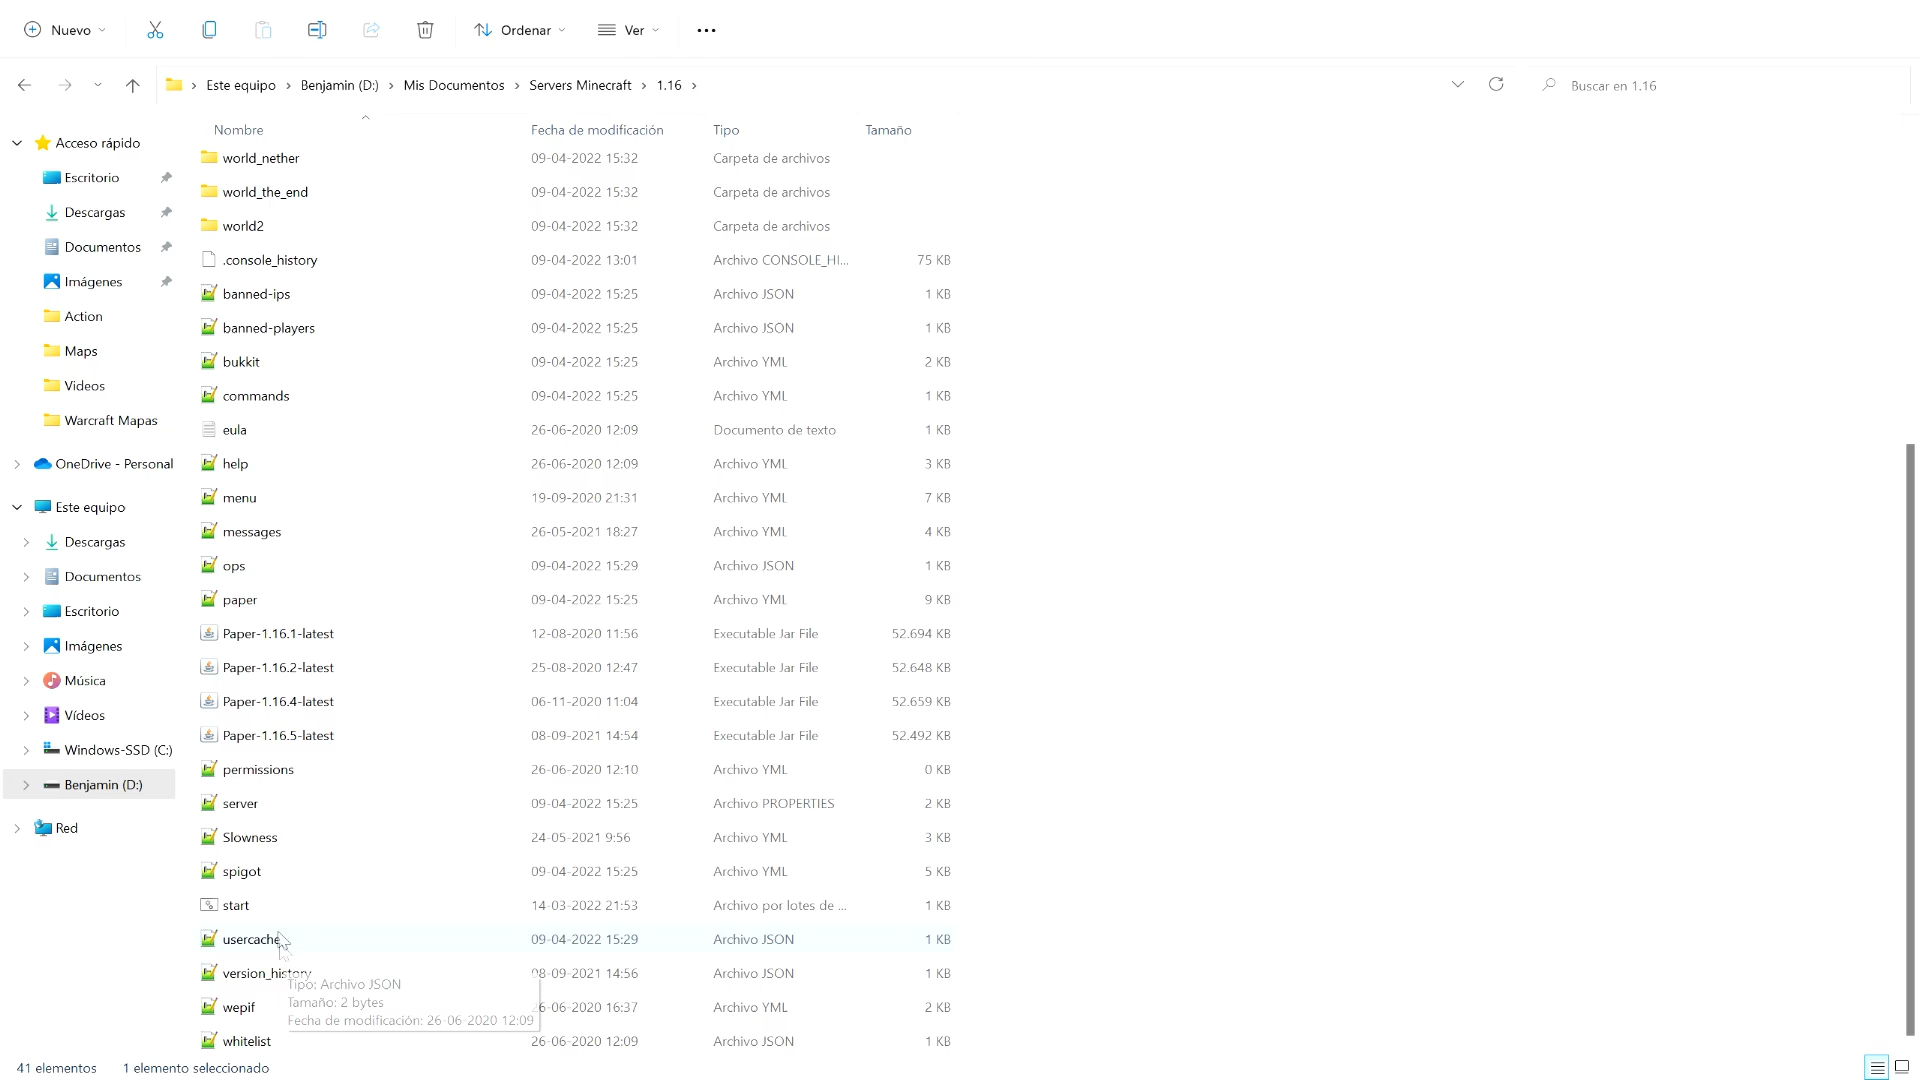 Nuevo
Ordenar
Ver
Este equipo
Benjamin (D:)
Mis Documentos
Servers Minecraft
1.16
Buscar en 1.16
Nombre Fecha de modificación Tipo Tamaño
Acceso rápido
Escritorio
Descargas
Documentos
Imágenes
Action
Maps
Videos
Warcraft Mapas
OneDrive - Personal
Este equipo
Descargas
Documentos
Escritorio
Imágenes
Música
Vídeos
Windows-SSD (C:)
Benjamin (D:)
Red
world_nether 09-04-2022 15:32 Carpeta de archivos
world_the_end 09-04-2022 15:32 Carpeta de archivos
world2 09-04-2022 15:32 Carpeta de archivos
.console_history 09-04-2022 13:01 Archivo CONSOLE_HI... 75 KB
banned-ips 09-04-2022 15:25 Archivo JSON 1 KB
banned-players 09-04-2022 15:25 Archivo JSON 1 KB
bukkit 09-04-2022 15:25 Archivo YML 2 KB
commands 09-04-2022 15:25 Archivo YML 1 KB
eula 26-06-2020 12:09 Documento de texto 1 KB
help 26-06-2020 12:09 Archivo YML 3 KB
menu 19-09-2020 21:31 Archivo YML 7 KB
messages 26-05-2021 18:27 Archivo YML 4 KB
ops 09-04-2022 15:29 Archivo JSON 1 KB
paper 09-04-2022 15:25 Archivo YML 9 KB
Paper-1.16.1-latest 12-08-2020 11:56 Executable Jar File 52.694 KB
Paper-1.16.2-latest 25-08-2020 12:47 Executable Jar File 52.648 KB
Paper-1.16.4-latest 06-11-2020 11:04 Executable Jar File 52.659 KB
Paper-1.16.5-latest 08-09-2021 14:54 Executable Jar File 52.492 KB
permissions 26-06-2020 12:10 Archivo YML 0 KB
server 09-04-2022 15:25 Archivo PROPERTIES 2 KB
Slowness 24-05-2021 9:56 Archivo YML 3 KB
spigot 09-04-2022 15:25 Archivo YML 5 KB
start 14-03-2022 21:53 Archivo por lotes de ... 1 KB
usercache 09-04-2022 15:29 Archivo JSON 1 KB
version_history 08-09-2021 14:56 Archivo JSON 1 KB
wepif 26-06-2020 16:37 Archivo YML 2 KB
whitelist 26-06-2020 12:09 Archivo JSON 1 KB
Tipo: Archivo JSON
Tamaño: 2 bytes
Fecha de modificación: 26-06-2020 12:09
41 elementos
1 elemento seleccionado